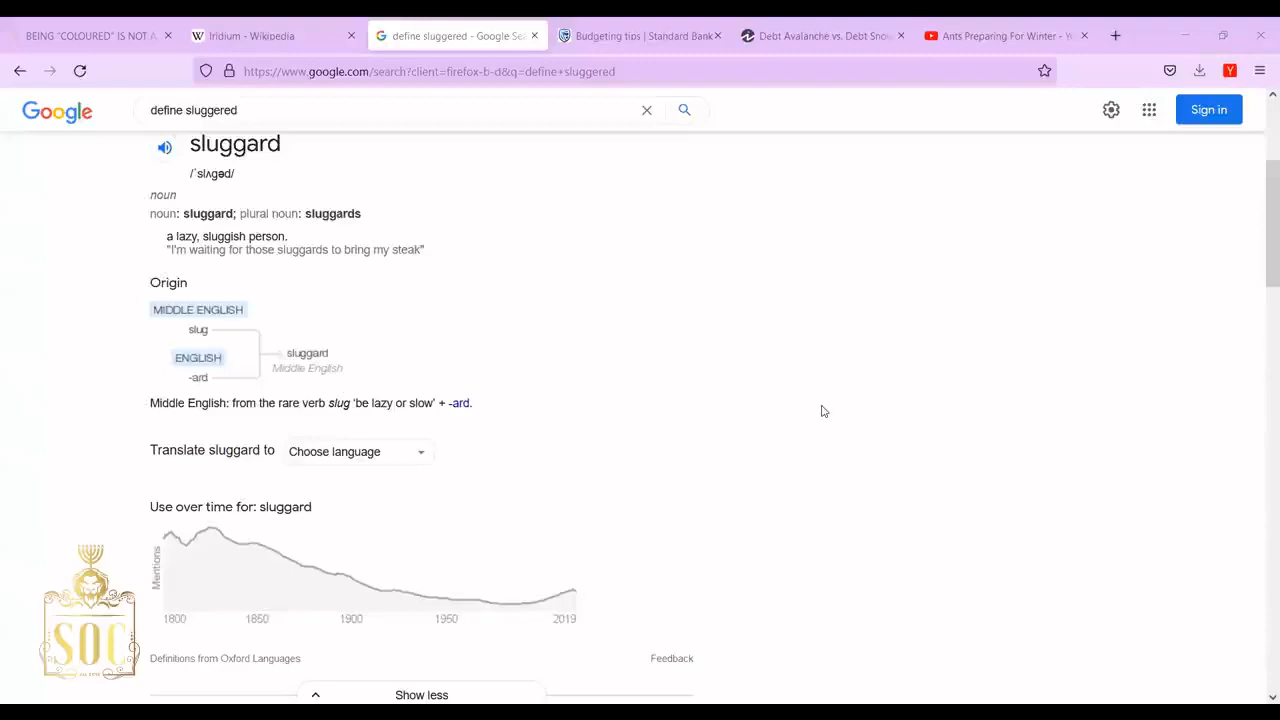 BEING "COLOURED" IS NOT A
Iridium - Wikipedia
define sluggered - Google Sea
Budgeting tips | Standard Bank
Debt Avalanche vs. Debt Snow
Ants Preparing For Winter - W
https://www.google.com/search?client=firefox-b-d&q=define+sluggered
Google
define sluggered
Sign in
sluggard
/ˈslʌɡəd/
noun
noun: sluggard; plural noun: sluggards
a lazy, sluggish person.
"I'm waiting for those sluggards to bring my steak"
Origin
MIDDLE ENGLISH
slug
ENGLISH
sluggard
Middle English
-ard
Middle English: from the rare verb slug 'be lazy or slow' + -ard.
Translate sluggard to
Choose language
Use over time for: sluggard
Mentions
1800
1850
1900
1950
2019
SOC
Definitions from Oxford Languages
Feedback
Show less